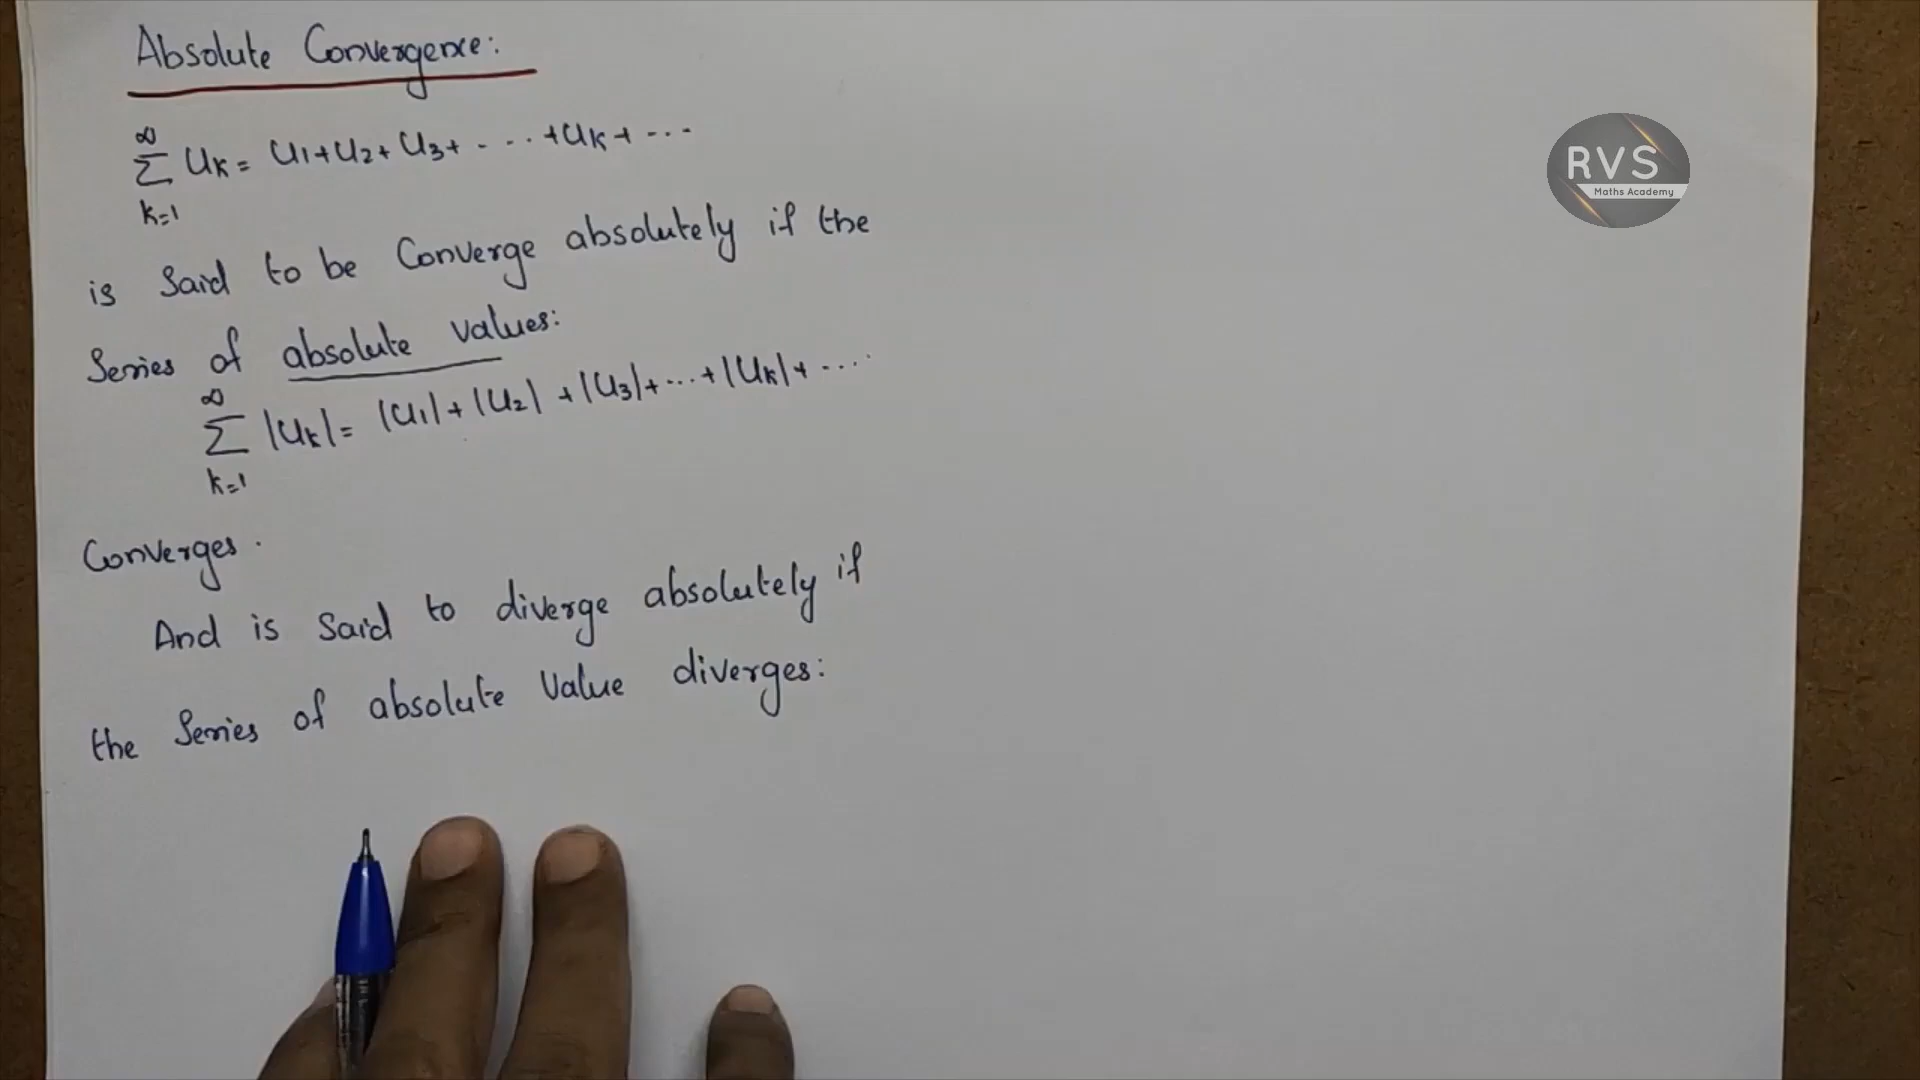 Absolute Convergence:
∞
∑ Uk = U1+U2+U3+ - ... +Uk+ ...
k=1
is said to be Converge absolutely if the
Series of absolute values:
∞
∑ |Uk|= |U1|+|U2| +|U3|+...+|Uk|+ ....
k=1
Converges.
And is said to diverge absolutely if
the Series of absolute Value diverges:
RVS
Maths Academy